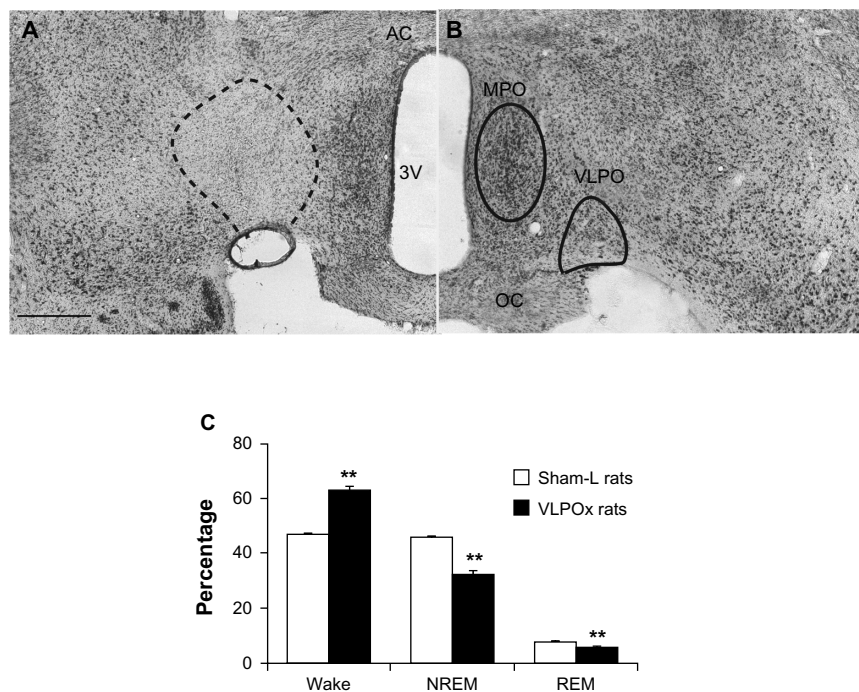 A
AC
B
MPO
3V
VLPO
OC
C
80
60
40
20
0
Percentage
**
**
**
Sham-L rats
VLPOx rats
Wake
NREM
REM